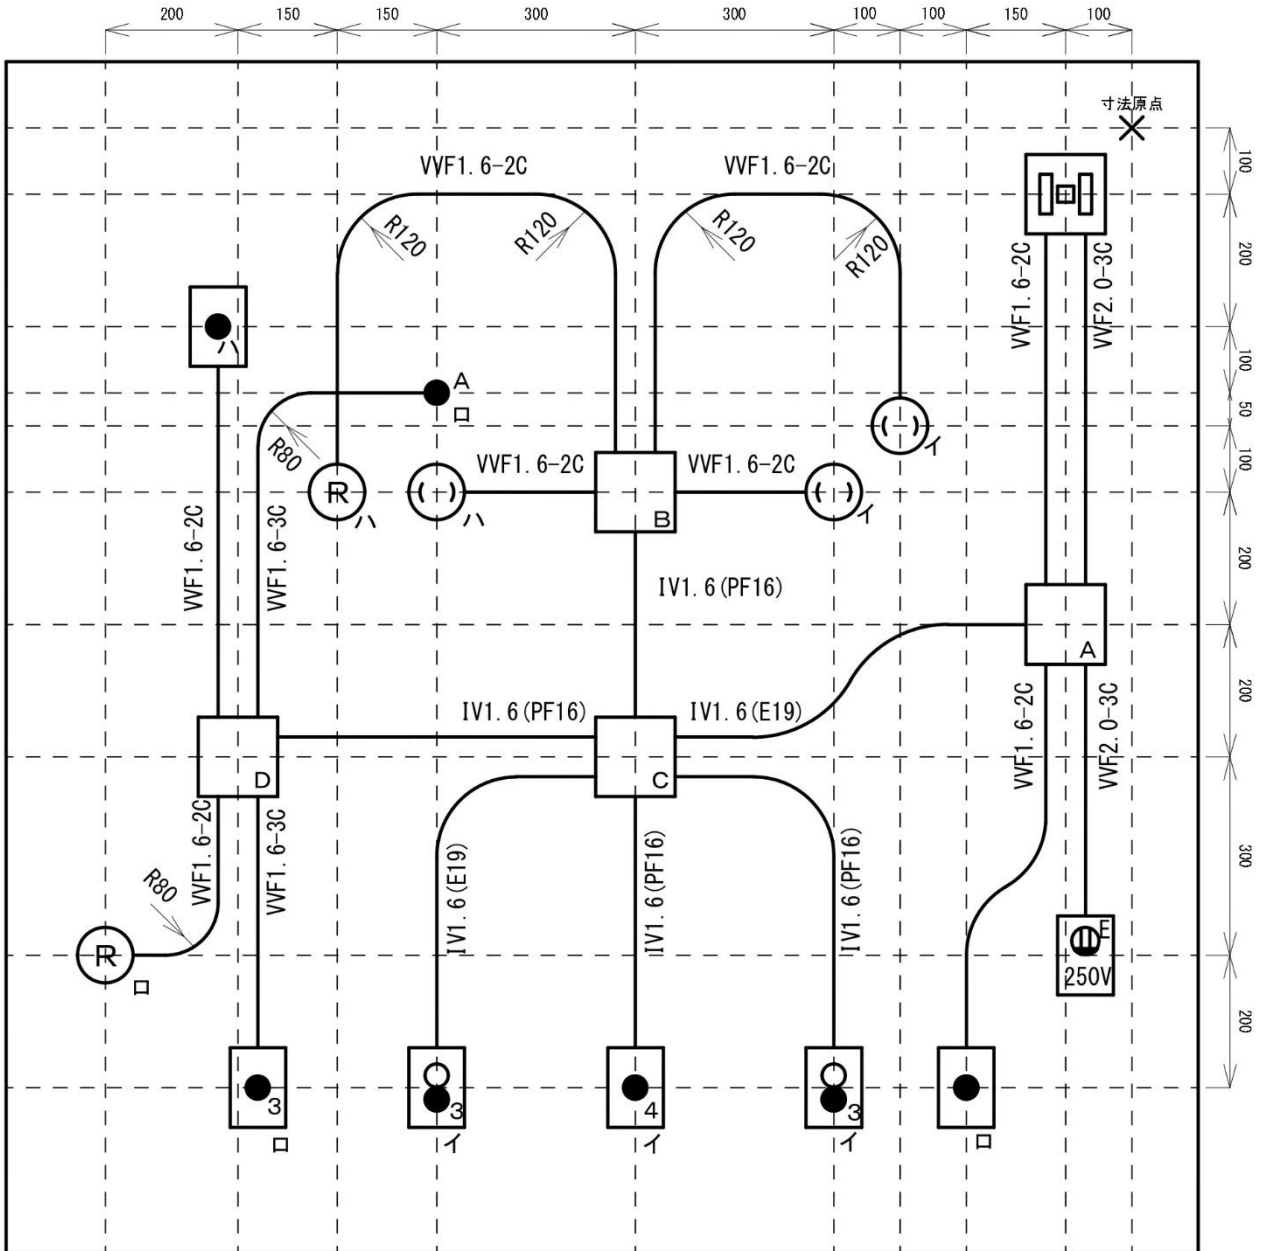 200 150 150 300 300 100 100 150 100
寸法原点
100
VVF1.6-2C VVF1.6-2C
R120 R120 R120 R120
200
VVF1.6-2C VVF2.0-3C
ハ
100
A
ロ
50
R80
イ
100
VVF1.6-2C VVF1.6-2C
R
ハ ハ B イ
VVF1.6-2C VVF1.6-3C
200
IV1.6(PF16)
A
200
IV1.6(PF16) IV1.6(E19)
VVF1.6-2C VVF2.0-3C
D C
VVF1.6-2C VVF1.6-3C
300
R80
IV1.6(E19) IV1.6(PF16) IV1.6(PF16)
E
R
ロ
250V
200
3 3 4 3
ロ イ イ イ ロ